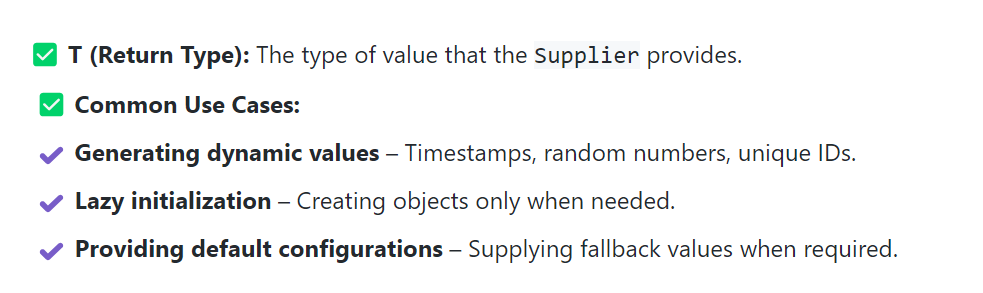 ✅ T (Return Type): The type of value that the Supplier provides.
✅ Common Use Cases:
✔ Generating dynamic values – Timestamps, random numbers, unique IDs.
✔ Lazy initialization – Creating objects only when needed.
✔ Providing default configurations – Supplying fallback values when required.